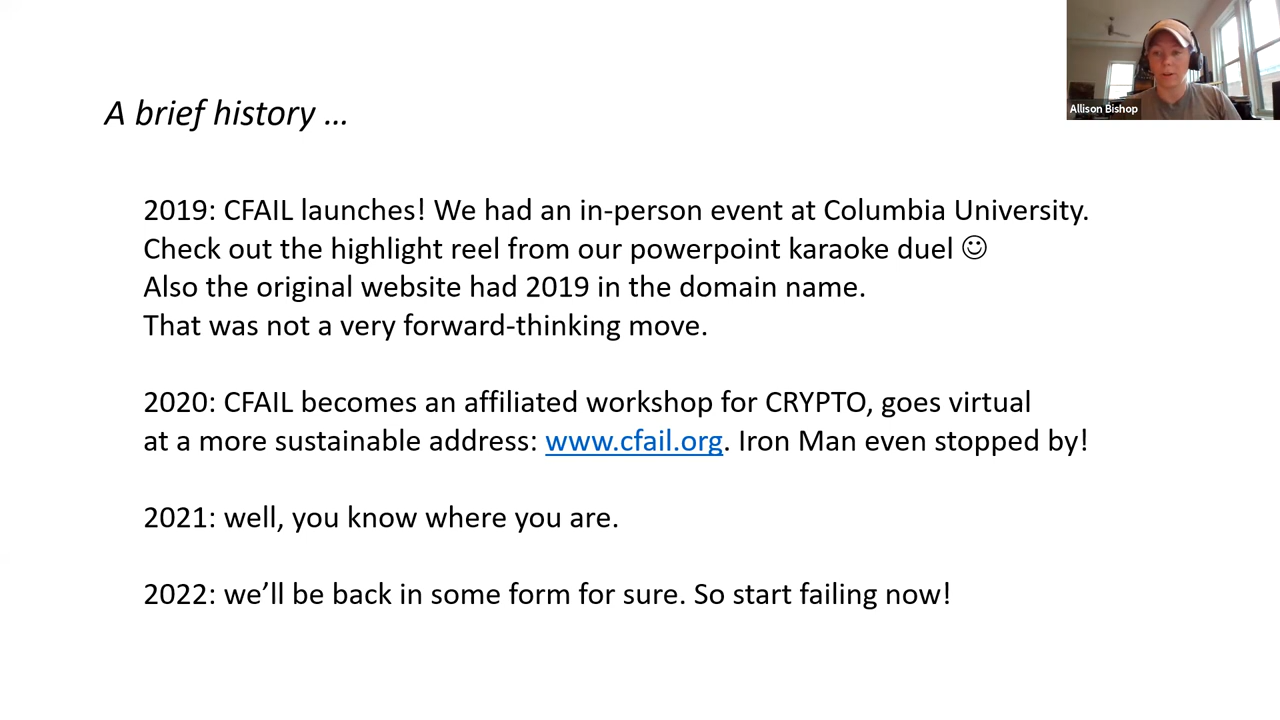 A brief history ...
Allison Bishop
2019: CFAIL launches! We had an in-person event at Columbia University.
Check out the highlight reel from our powerpoint karaoke duel ☺
Also the original website had 2019 in the domain name.
That was not a very forward-thinking move.
2020: CFAIL becomes an affiliated workshop for CRYPTO, goes virtual
at a more sustainable address: www.cfail.org. Iron Man even stopped by!
2021: well, you know where you are.
2022: we’ll be back in some form for sure. So start failing now!